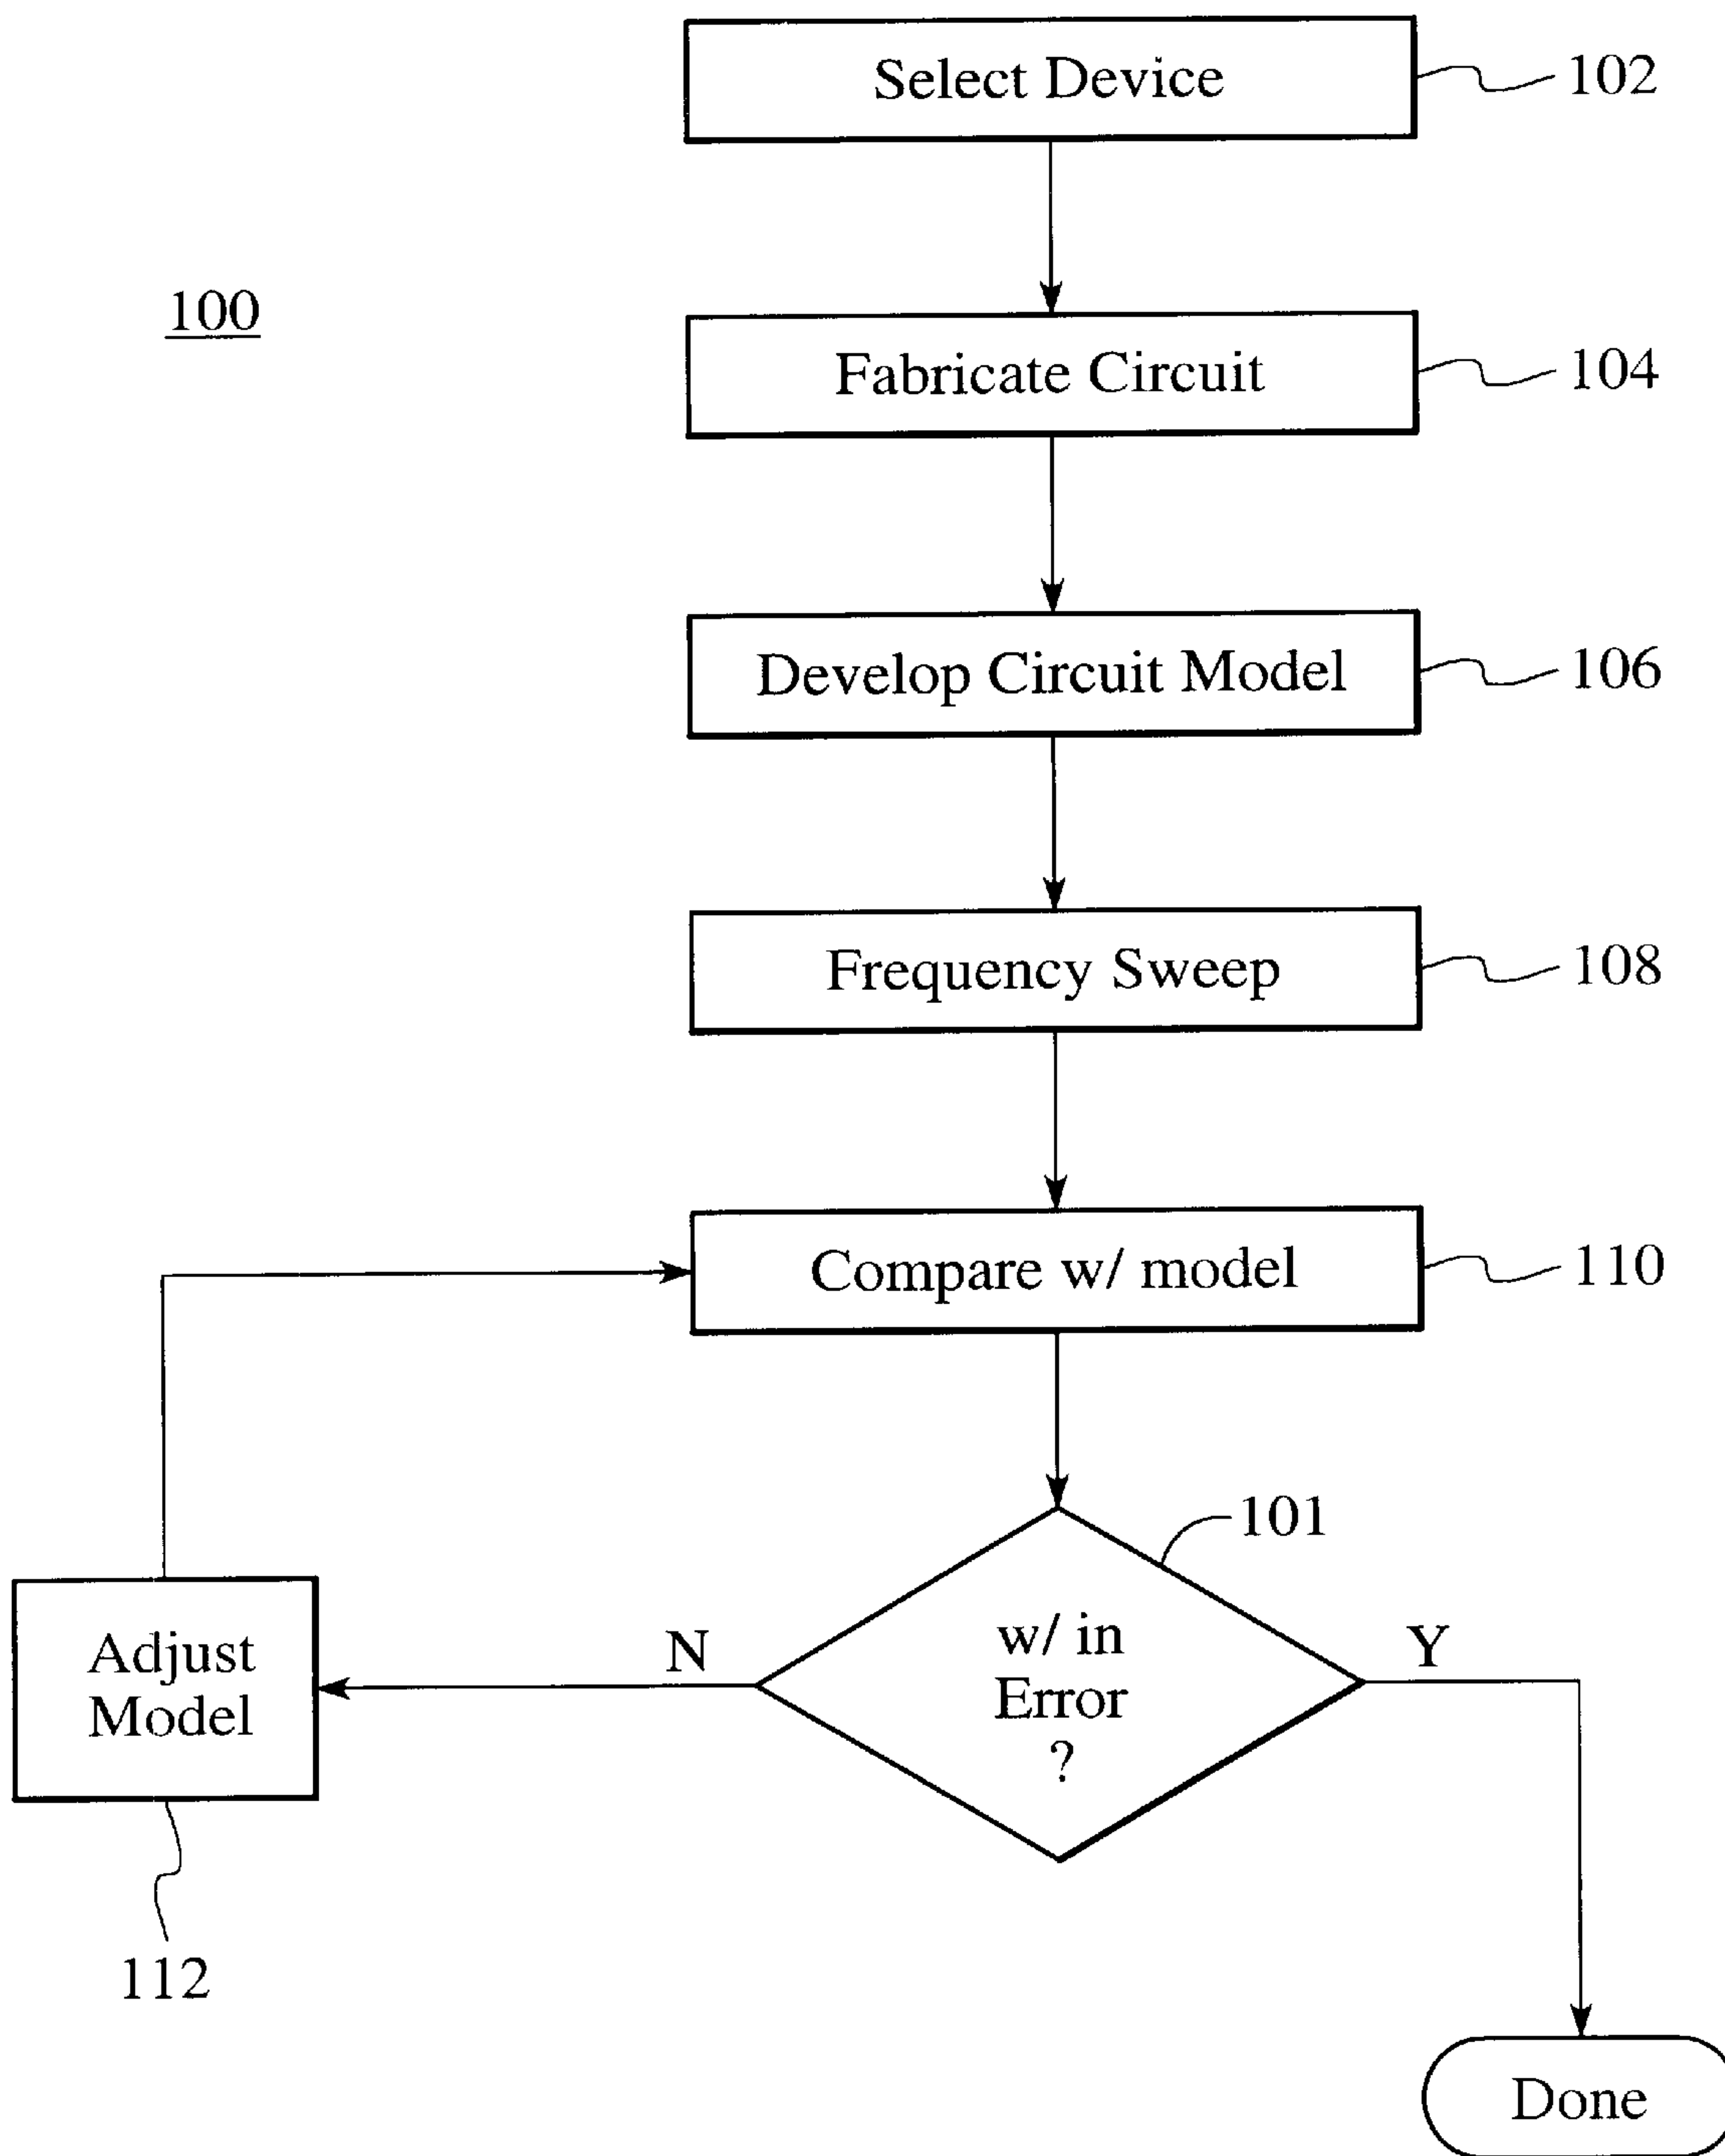 Select Device
102
100
Fabricate Circuit
104
Develop Circuit Model
106
Frequency Sweep
108
Compare w/ model
110
101
w/ in
Error
?
N
Y
Adjust
Model
112
Done